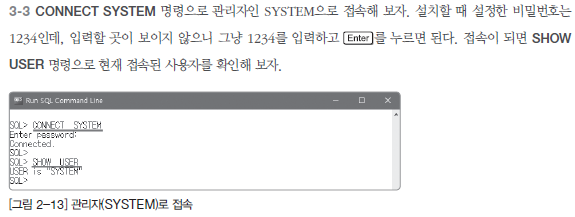 3-3 CONNECT SYSTEM 명령으로 관리자인 SYSTEM으로 접속해 보자. 설치할 때 설정한 비밀번호는
1234인데, 입력할 곳이 보이지 않으니 그냥 1234를 입력하고 Enter를 누르면 된다. 접속이 되면 SHOW
USER 명령으로 현재 접속된 사용자를 확인해 보자.
Run SQL Command Line
SQL> CONNECT SYSTEM
Enter password:
Connected.
SQL>
SQL> SHOW USER
USER is "SYSTEM"
SQL>
[그림 2-13] 관리자(SYSTEM)로 접속